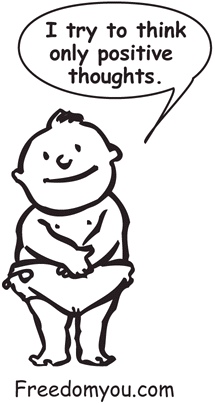 I try to think
only positive
thoughts.
Freedomyou.com